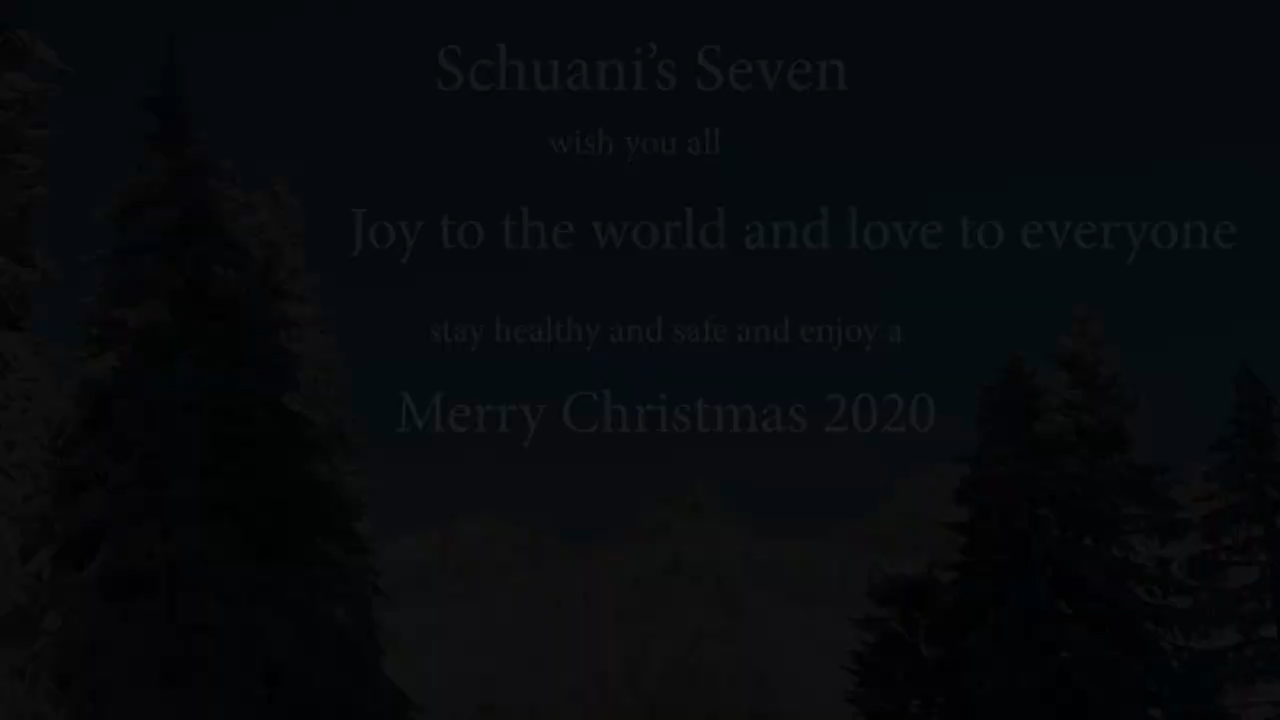 Schuani’s Seven
wish you all
Joy to the world and love to everyone
stay healthy and safe and enjoy a
Merry Christmas 2020